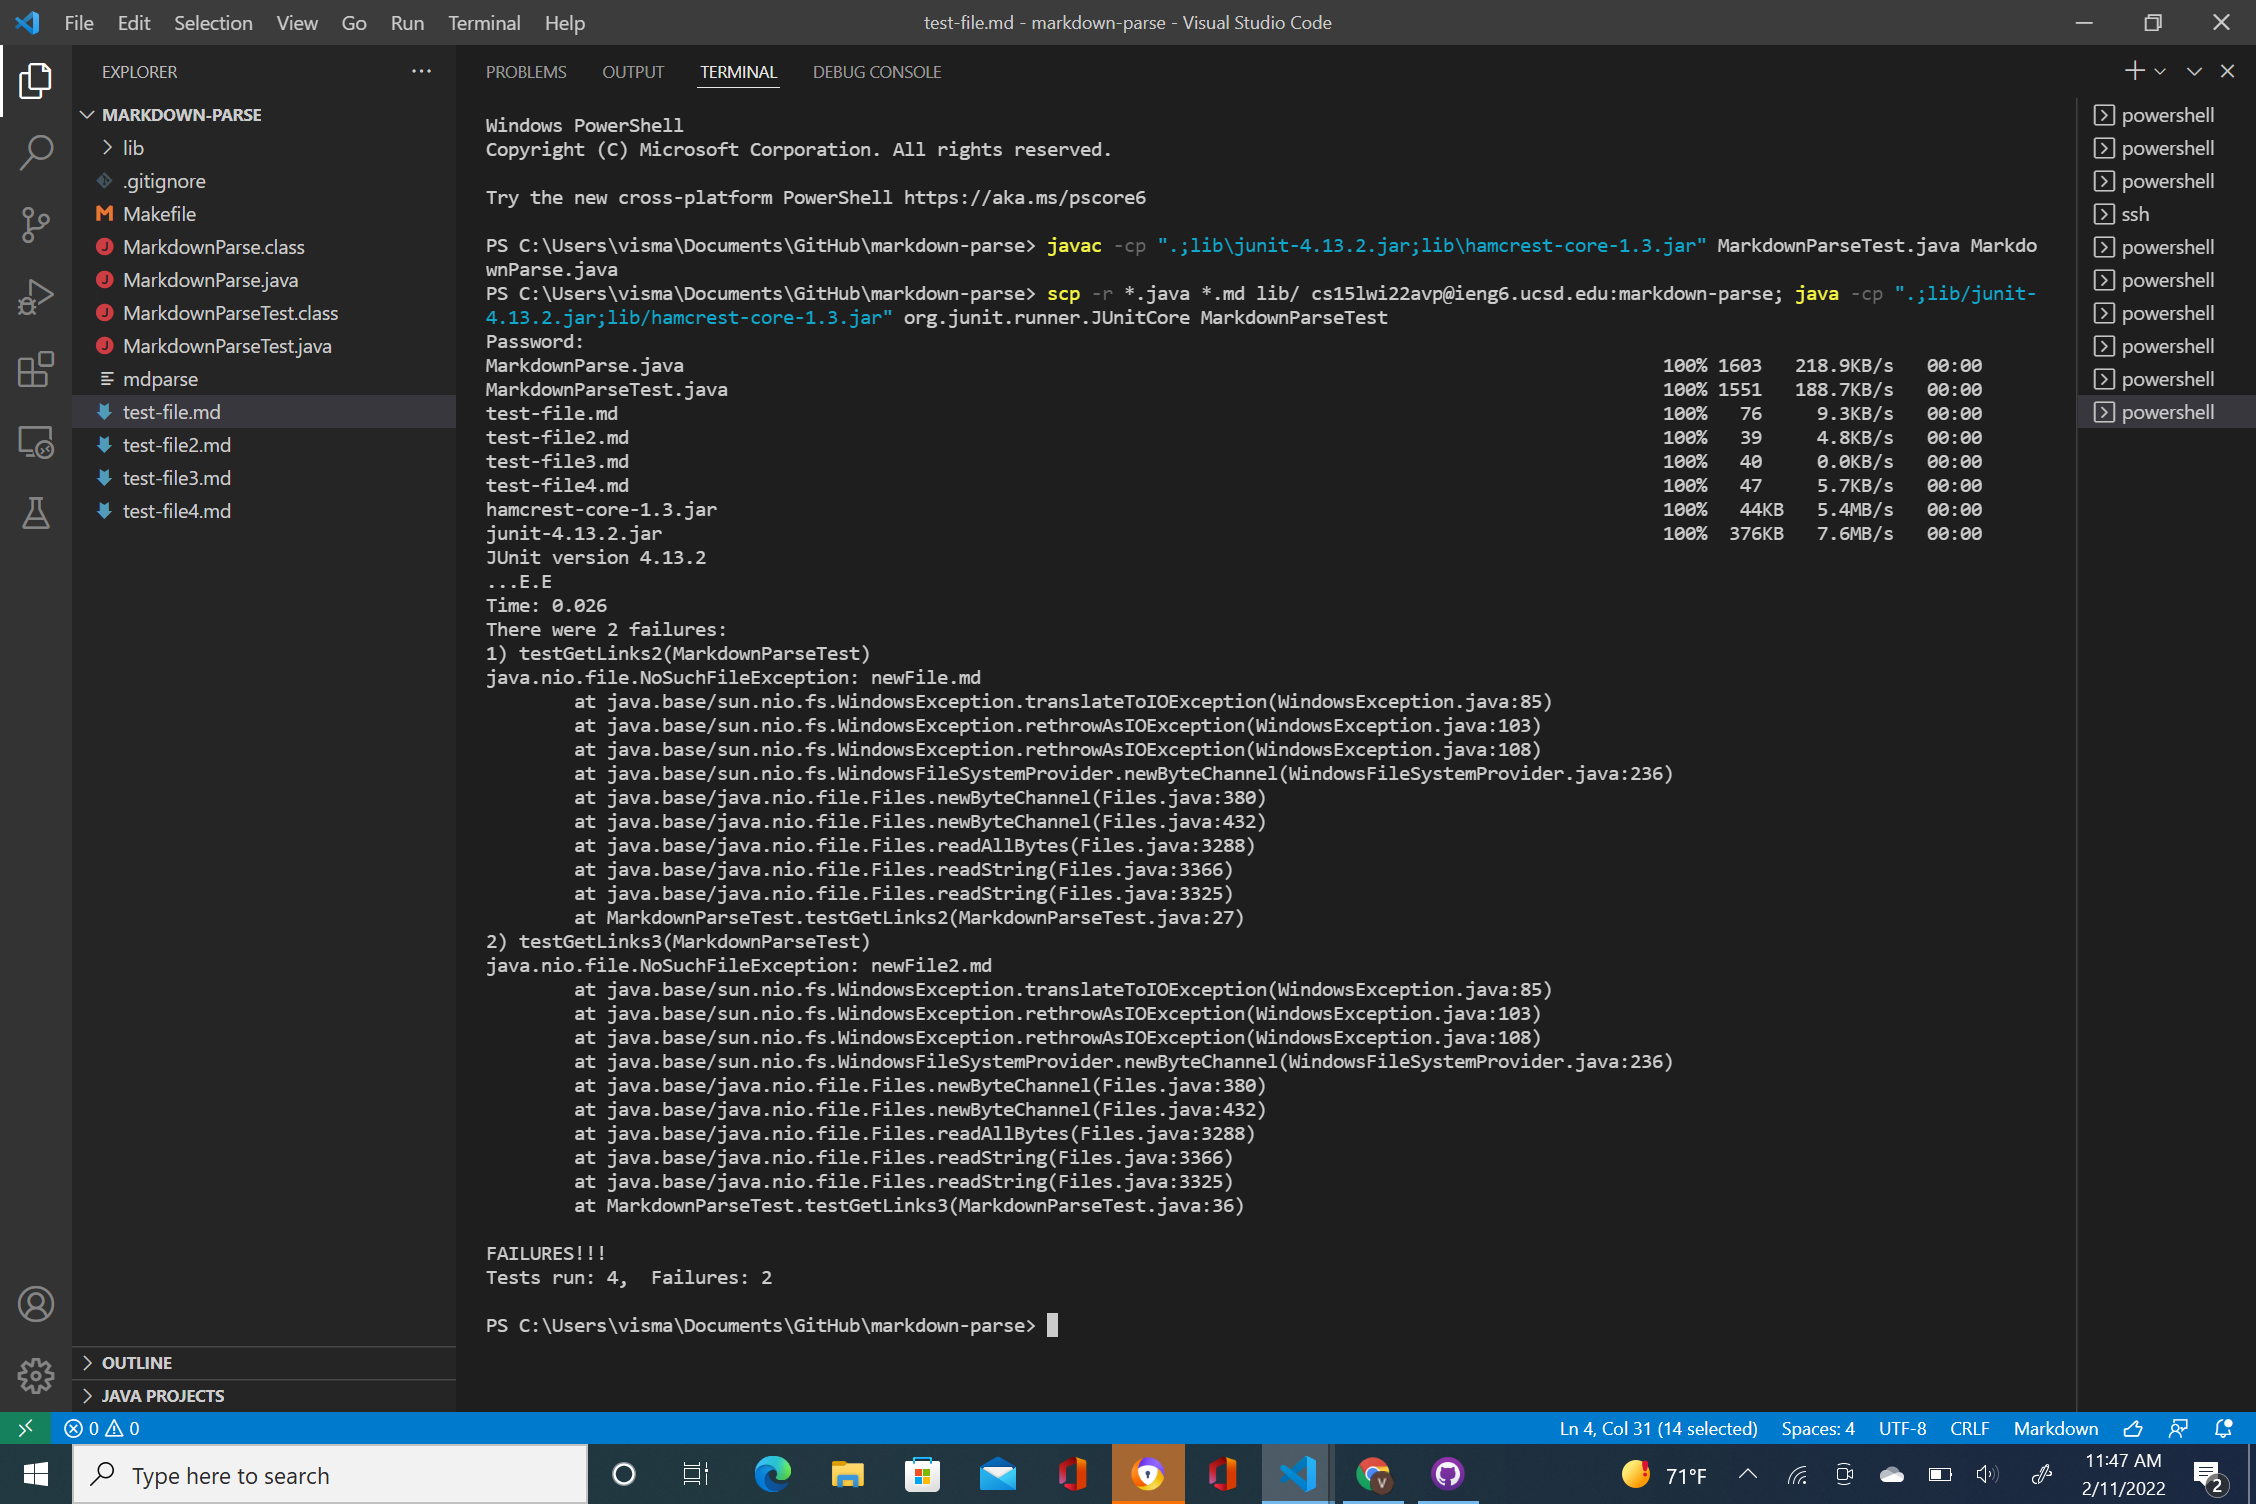 File Edit Selection View Go Run Terminal Help
test-file.md - markdown-parse - Visual Studio Code
EXPLORER
MARKDOWN-PARSE
lib
.gitignore
Makefile
MarkdownParse.class
MarkdownParse.java
MarkdownParseTest.class
MarkdownParseTest.java
mdparse
test-file.md
test-file2.md
test-file3.md
test-file4.md
OUTLINE
JAVA PROJECTS
PROBLEMS OUTPUT TERMINAL DEBUG CONSOLE
Windows PowerShell
Copyright (C) Microsoft Corporation. All rights reserved.
Try the new cross-platform PowerShell https://aka.ms/pscore6
PS C:\Users\visma\Documents\GitHub\markdown-parse> javac -cp ".;lib\junit-4.13.2.jar;lib\hamcrest-core-1.3.jar" MarkdownParseTest.java Markdo
wnParse.java
PS C:\Users\visma\Documents\GitHub\markdown-parse> scp -r *.java *.md lib/ cs15lwi22avp@ieng6.ucsd.edu:markdown-parse; java -cp ".;lib/junit-
4.13.2.jar;lib/hamcrest-core-1.3.jar" org.junit.runner.JUnitCore MarkdownParseTest
Password:
MarkdownParse.java 100% 1603 218.9KB/s 00:00
MarkdownParseTest.java 100% 1551 188.7KB/s 00:00
test-file.md 100% 76 9.3KB/s 00:00
test-file2.md 100% 39 4.8KB/s 00:00
test-file3.md 100% 40 0.0KB/s 00:00
test-file4.md 100% 47 5.7KB/s 00:00
hamcrest-core-1.3.jar 100% 44KB 5.4MB/s 00:00
junit-4.13.2.jar 100% 376KB 7.6MB/s 00:00
JUnit version 4.13.2
...E.E
Time: 0.026
There were 2 failures:
1) testGetLinks2(MarkdownParseTest)
java.nio.file.NoSuchFileException: newFile.md
at java.base/sun.nio.fs.WindowsException.translateToIOException(WindowsException.java:85)
at java.base/sun.nio.fs.WindowsException.rethrowAsIOException(WindowsException.java:103)
at java.base/sun.nio.fs.WindowsException.rethrowAsIOException(WindowsException.java:108)
at java.base/sun.nio.fs.WindowsFileSystemProvider.newByteChannel(WindowsFileSystemProvider.java:236)
at java.base/java.nio.file.Files.newByteChannel(Files.java:380)
at java.base/java.nio.file.Files.newByteChannel(Files.java:432)
at java.base/java.nio.file.Files.readAllBytes(Files.java:3288)
at java.base/java.nio.file.Files.readString(Files.java:3366)
at java.base/java.nio.file.Files.readString(Files.java:3325)
at MarkdownParseTest.testGetLinks2(MarkdownParseTest.java:27)
2) testGetLinks3(MarkdownParseTest)
java.nio.file.NoSuchFileException: newFile2.md
at java.base/sun.nio.fs.WindowsException.translateToIOException(WindowsException.java:85)
at java.base/sun.nio.fs.WindowsException.rethrowAsIOException(WindowsException.java:103)
at java.base/sun.nio.fs.WindowsException.rethrowAsIOException(WindowsException.java:108)
at java.base/sun.nio.fs.WindowsFileSystemProvider.newByteChannel(WindowsFileSystemProvider.java:236)
at java.base/java.nio.file.Files.newByteChannel(Files.java:380)
at java.base/java.nio.file.Files.newByteChannel(Files.java:432)
at java.base/java.nio.file.Files.readAllBytes(Files.java:3288)
at java.base/java.nio.file.Files.readString(Files.java:3366)
at java.base/java.nio.file.Files.readString(Files.java:3325)
at MarkdownParseTest.testGetLinks3(MarkdownParseTest.java:36)
FAILURES!!!
Tests run: 4, Failures: 2
PS C:\Users\visma\Documents\GitHub\markdown-parse>
powershell
powershell
powershell
ssh
powershell
powershell
powershell
powershell
powershell
powershell
0 0
Ln 4, Col 31 (14 selected) Spaces: 4 UTF-8 CRLF Markdown
Type here to search
V
71°F
11:47 AM
2/11/2022
2